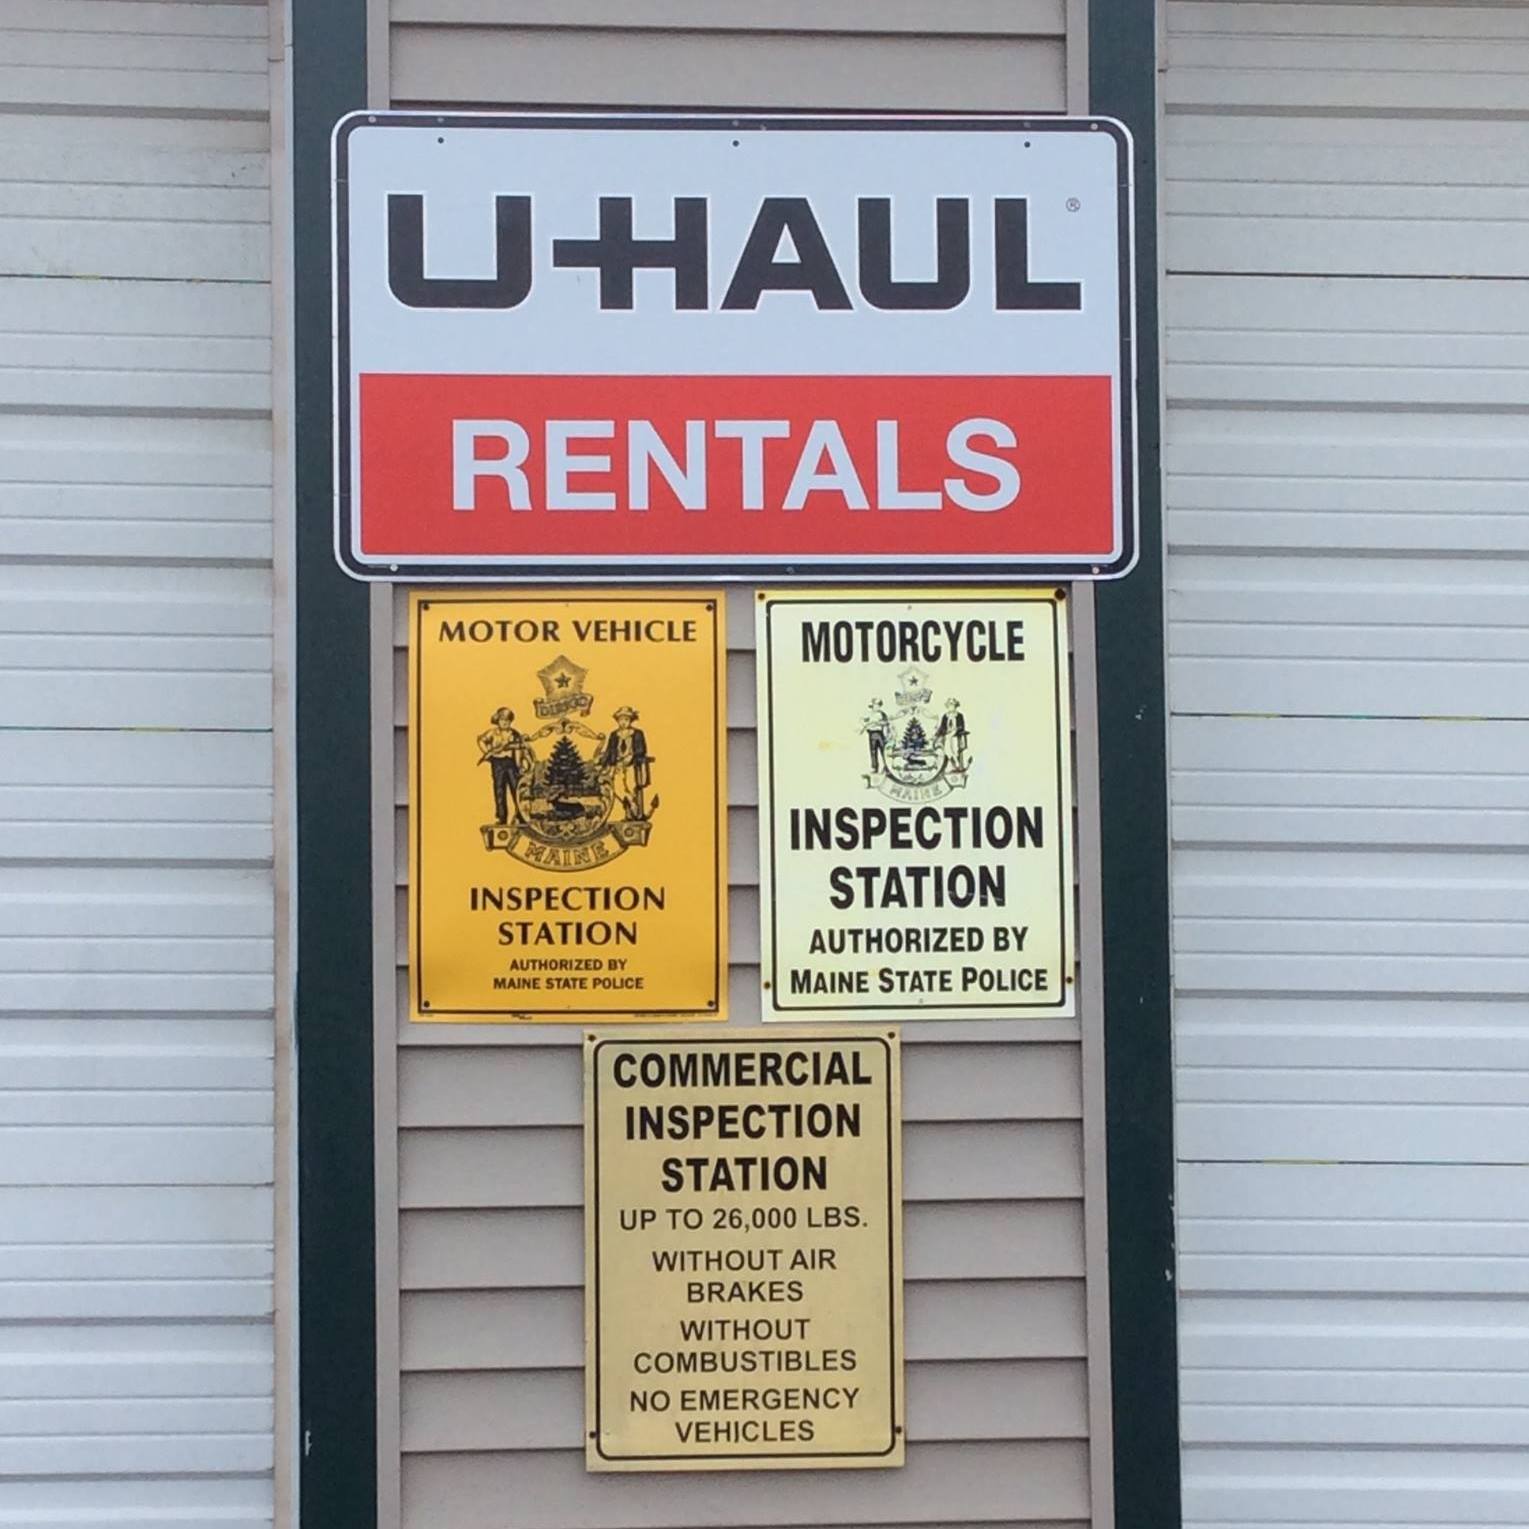 U-HAUL®
RENTALS
MOTOR VEHICLE
DIRIGO
MAINE
INSPECTION
STATION
AUTHORIZED BY
MAINE STATE POLICE
MOTORCYCLE
MAINE
INSPECTION
STATION
AUTHORIZED BY
MAINE STATE POLICE
COMMERCIAL
INSPECTION
STATION
UP TO 26,000 LBS.
WITHOUT AIR
BRAKES
WITHOUT
COMBUSTIBLES
NO EMERGENCY
VEHICLES